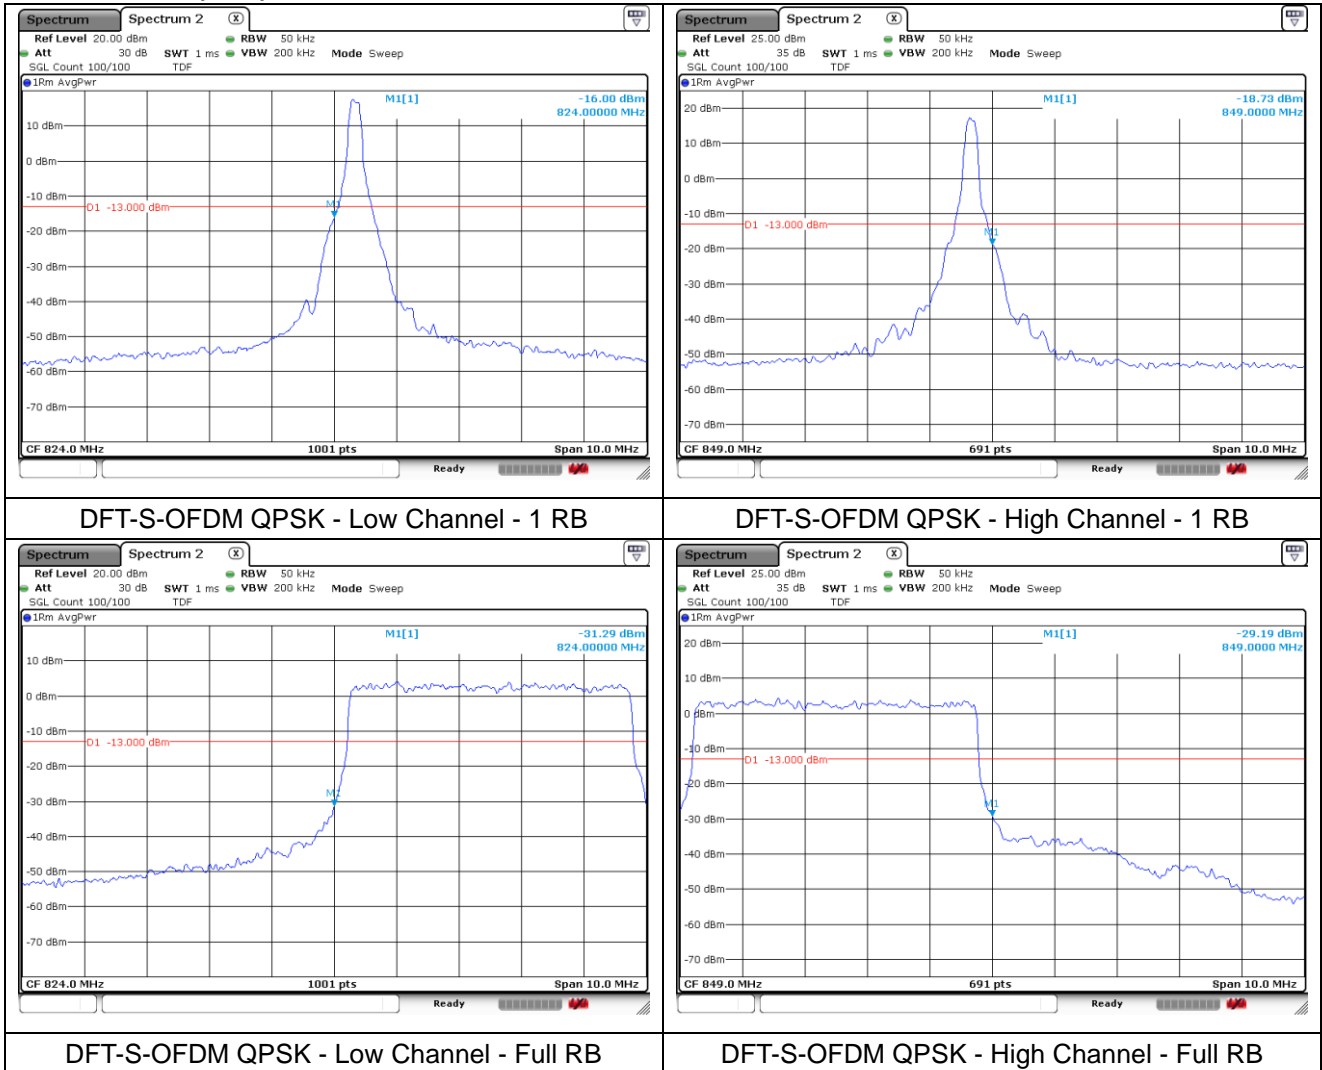 Spectrum Spectrum 2 X
Ref Level 20.00 dBm RBW 50 kHz
Att 30 dB SWT 1 ms VBW 200 kHz Mode Sweep
SGL Count 100/100 TDF
1Rm AvgPwr
M1[1] -16.00 dBm
824.00000 MHz
10 dBm
0 dBm
-10 dBm
M1
D1 -13.000 dBm
-20 dBm
-30 dBm
-40 dBm
-50 dBm
-60 dBm
-70 dBm
CF 824.0 MHz 1001 pts Span 10.0 MHz
Ready
DFT-S-OFDM QPSK - Low Channel - 1 RB
Spectrum Spectrum 2 X
Ref Level 25.00 dBm RBW 50 kHz
Att 35 dB SWT 1 ms VBW 200 kHz Mode Sweep
SGL Count 100/100 TDF
1Rm AvgPwr
M1[1] -18.73 dBm
849.0000 MHz
20 dBm
10 dBm
0 dBm
-10 dBm
D1 -13.000 dBm
M1
-20 dBm
-30 dBm
-40 dBm
-50 dBm
-60 dBm
-70 dBm
CF 849.0 MHz 691 pts Span 10.0 MHz
Ready
DFT-S-OFDM QPSK - High Channel - 1 RB
Spectrum Spectrum 2 X
Ref Level 20.00 dBm RBW 50 kHz
Att 30 dB SWT 1 ms VBW 200 kHz Mode Sweep
SGL Count 100/100 TDF
1Rm AvgPwr
M1[1] -31.29 dBm
824.00000 MHz
10 dBm
0 dBm
-10 dBm
D1 -13.000 dBm
-20 dBm
M1
-30 dBm
-40 dBm
-50 dBm
-60 dBm
-70 dBm
CF 824.0 MHz 1001 pts Span 10.0 MHz
Ready
DFT-S-OFDM QPSK - Low Channel - Full RB
Spectrum Spectrum 2 X
Ref Level 25.00 dBm RBW 50 kHz
Att 35 dB SWT 1 ms VBW 200 kHz Mode Sweep
SGL Count 100/100 TDF
1Rm AvgPwr
M1[1] -29.19 dBm
849.0000 MHz
20 dBm
10 dBm
0 dBm
-10 dBm
D1 -13.000 dBm
-20 dBm
M1
-30 dBm
-40 dBm
-50 dBm
-60 dBm
-70 dBm
CF 849.0 MHz 691 pts Span 10.0 MHz
Ready
DFT-S-OFDM QPSK - High Channel - Full RB